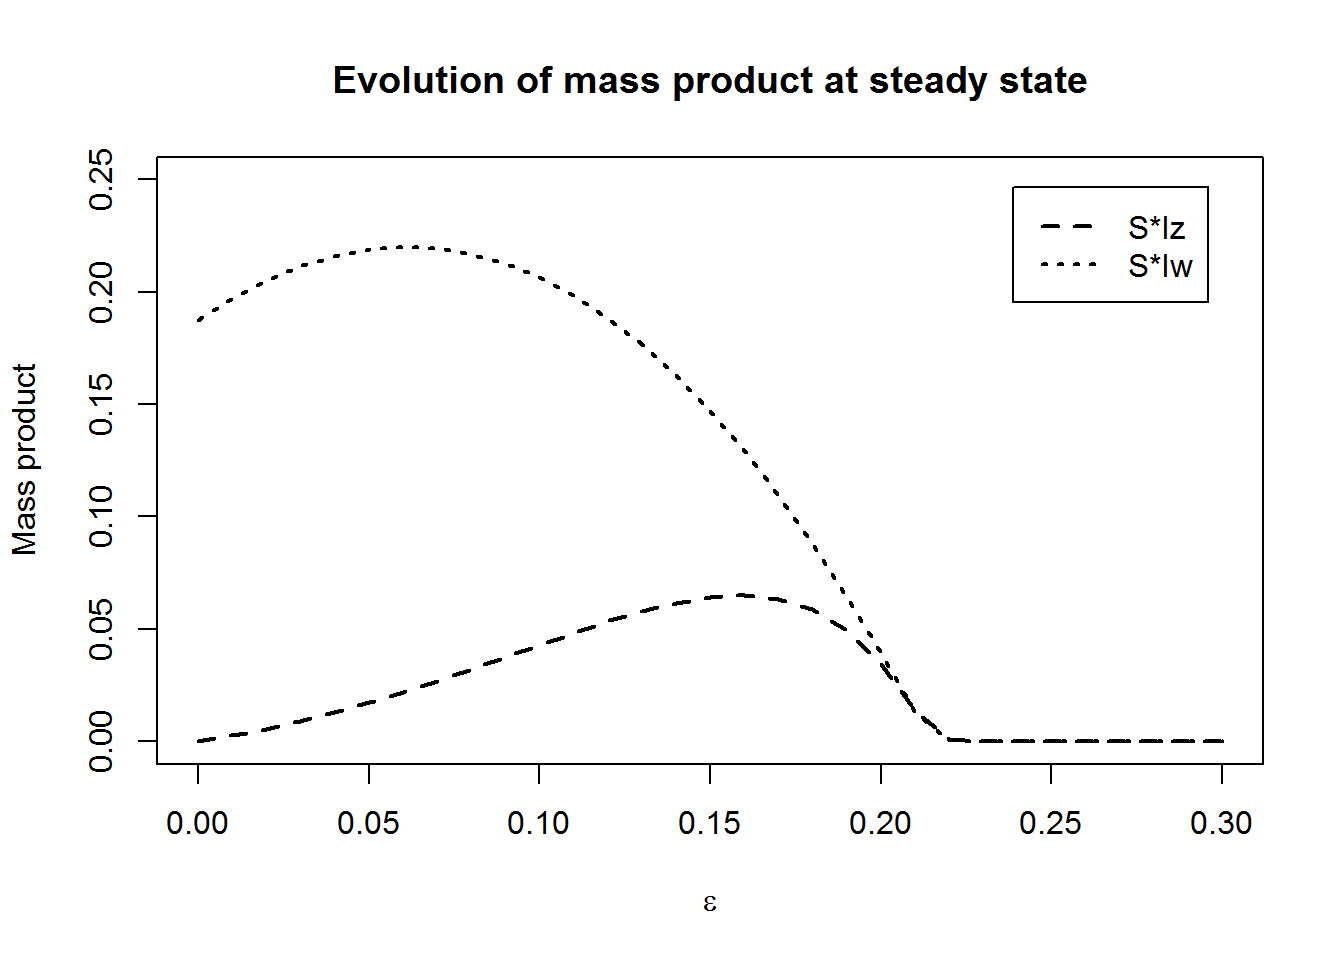 Evolution of mass product at steady state
Mass product
0.25
0.20
0.15
0.10
0.05
0.00
S*Iz
S*Iw
0.00 0.05 0.10 0.15 0.20 0.25 0.30
ε